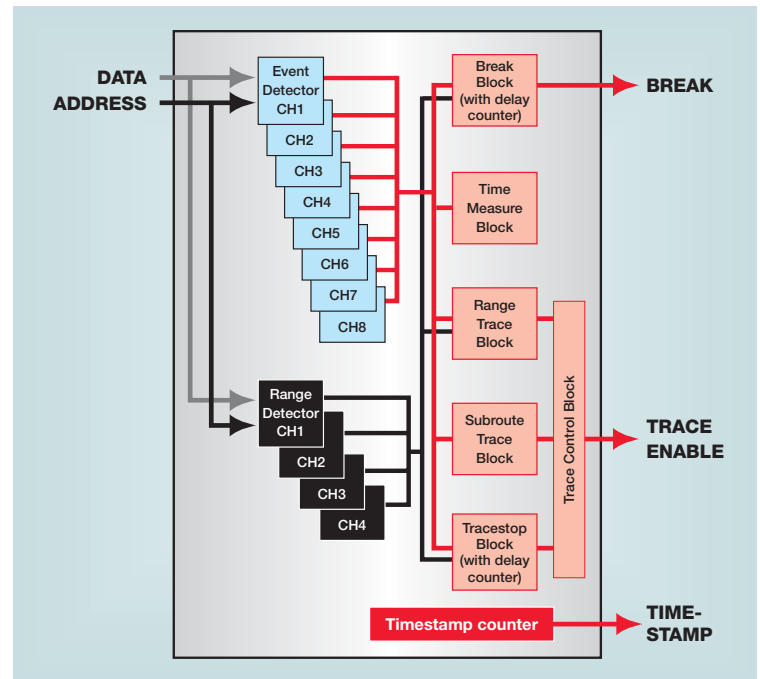 DATA
ADDRESS
Event
Detector
CH1
CH2
CH3
CH4
CH5
CH6
CH7
CH8
Range
Detector
CH1
CH2
CH3
CH4
Break
Block
(with delay
counter)
Time
Measure
Block
Range
Trace
Block
Subroute
Trace
Block
Tracestop
Block
(with delay
counter)
Trace Control Block
Timestamp counter
BREAK
TRACE
ENABLE
TIME-
STAMP